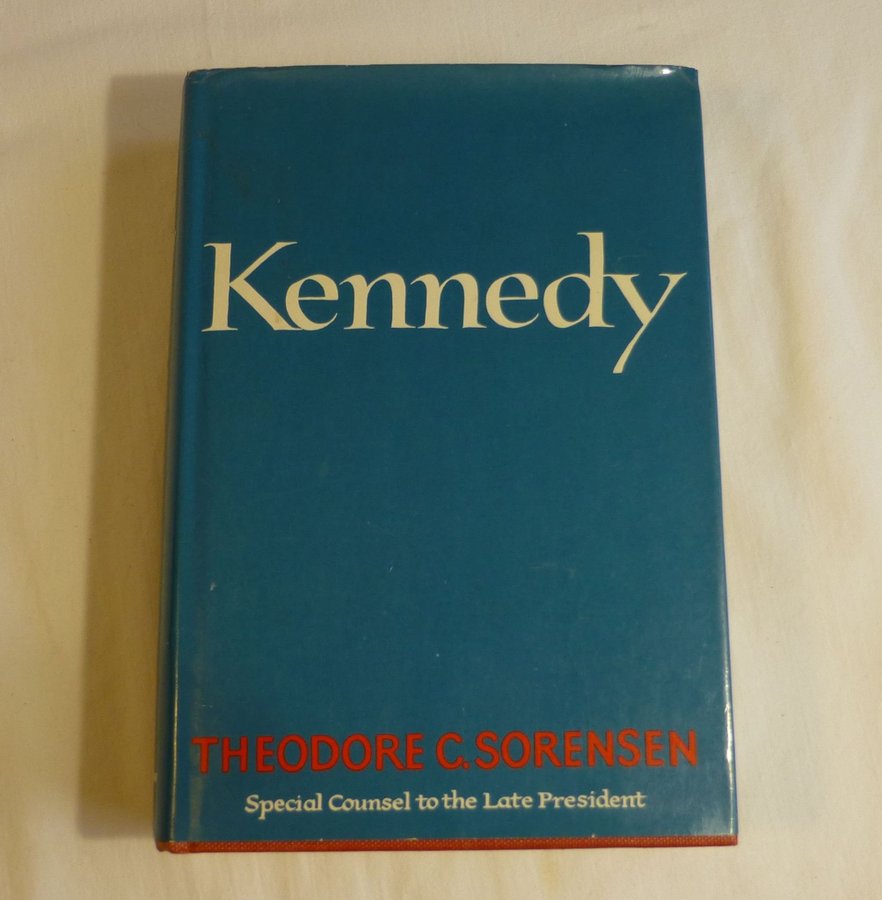 Kennedy
THEODORE C. SORENSEN
Special Counsel to the Late President